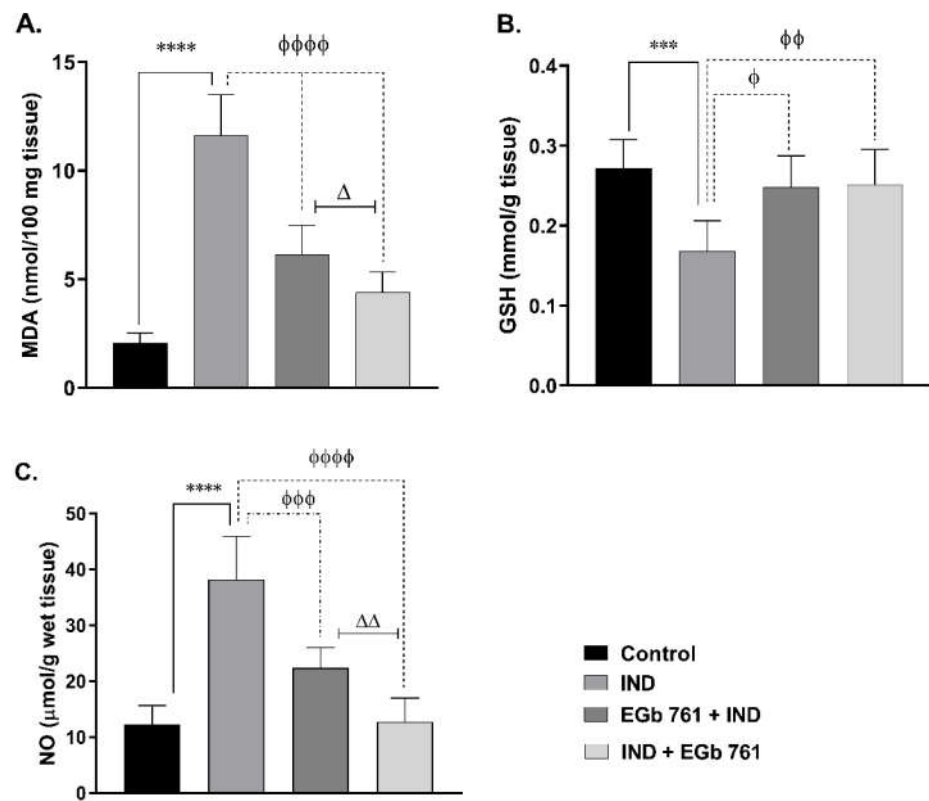 A.
****
ϕϕϕϕ
Δ
MDA (nmol/100 mg tissue)
15
10
5
0
B.
***
ϕϕ
ϕ
GSH (mmol/g tissue)
0.4
0.3
0.2
0.1
0.0
C.
****
ϕϕϕϕ
ϕϕϕ
ΔΔ
NO (μmol/g wet tissue)
50
40
30
20
10
0
Control
IND
EGb 761 + IND
IND + EGb 761